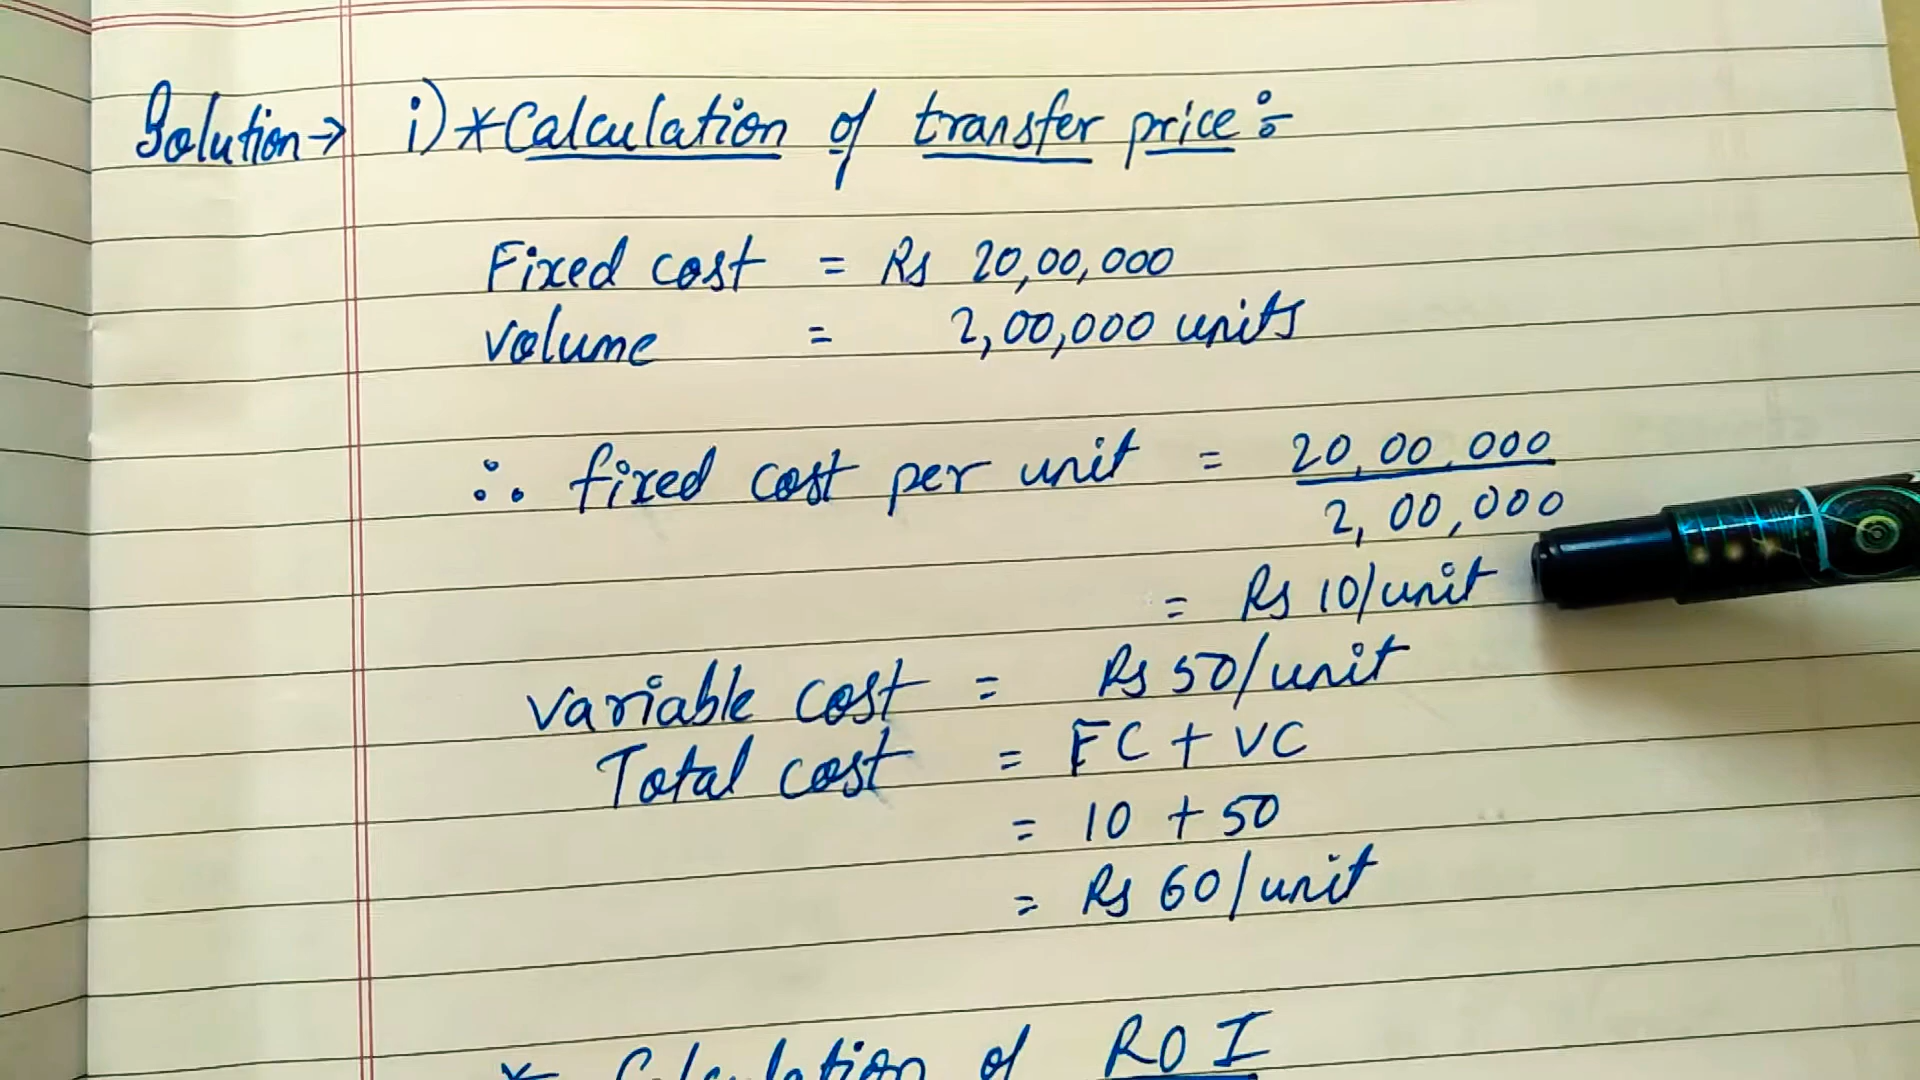 Solution → i) * Calculation of transfer price ÷
Fixed cost = Rs 20,00,000
Volume = 2,00,000 units
∴ fixed cost per unit = 20,00,000
2,00,000
= Rs 10/unit
Variable cost = Rs 50/unit
Total cost = FC + VC
= 10 + 50
= Rs 60/unit
* Calculation of ROI